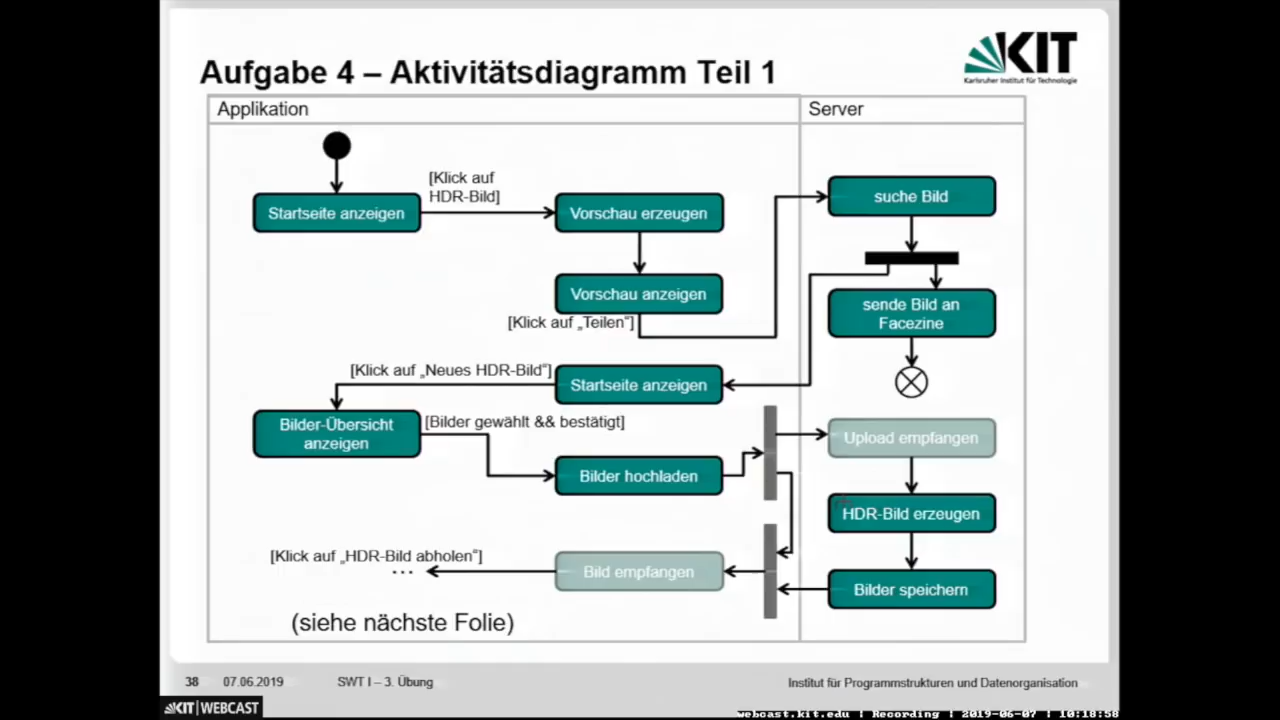 Aufgabe 4 – Aktivitätsdiagramm Teil 1
KIT
Karlsruher Institut für Technologie
Applikation
Server
[Klick auf
HDR-Bild]
Startseite anzeigen
Vorschau erzeugen
suche Bild
Vorschau anzeigen
[Klick auf „Teilen“]
sende Bild an
Facezine
[Klick auf „Neues HDR-Bild“]
Startseite anzeigen
Bilder-Übersicht
anzeigen
[Bilder gewählt && bestätigt]
Upload empfangen
Bilder hochladen
HDR-Bild erzeugen
[Klick auf „HDR-Bild abholen“]
...
Bild empfangen
Bilder speichern
(siehe nächste Folie)
38 07.06.2019 SWT I – 3. Übung Institut für Programmstrukturen und Datenorganisation
KIT | WEBCAST
webcast.kit.edu | Recording | 2019-06-07 | 10:18:58